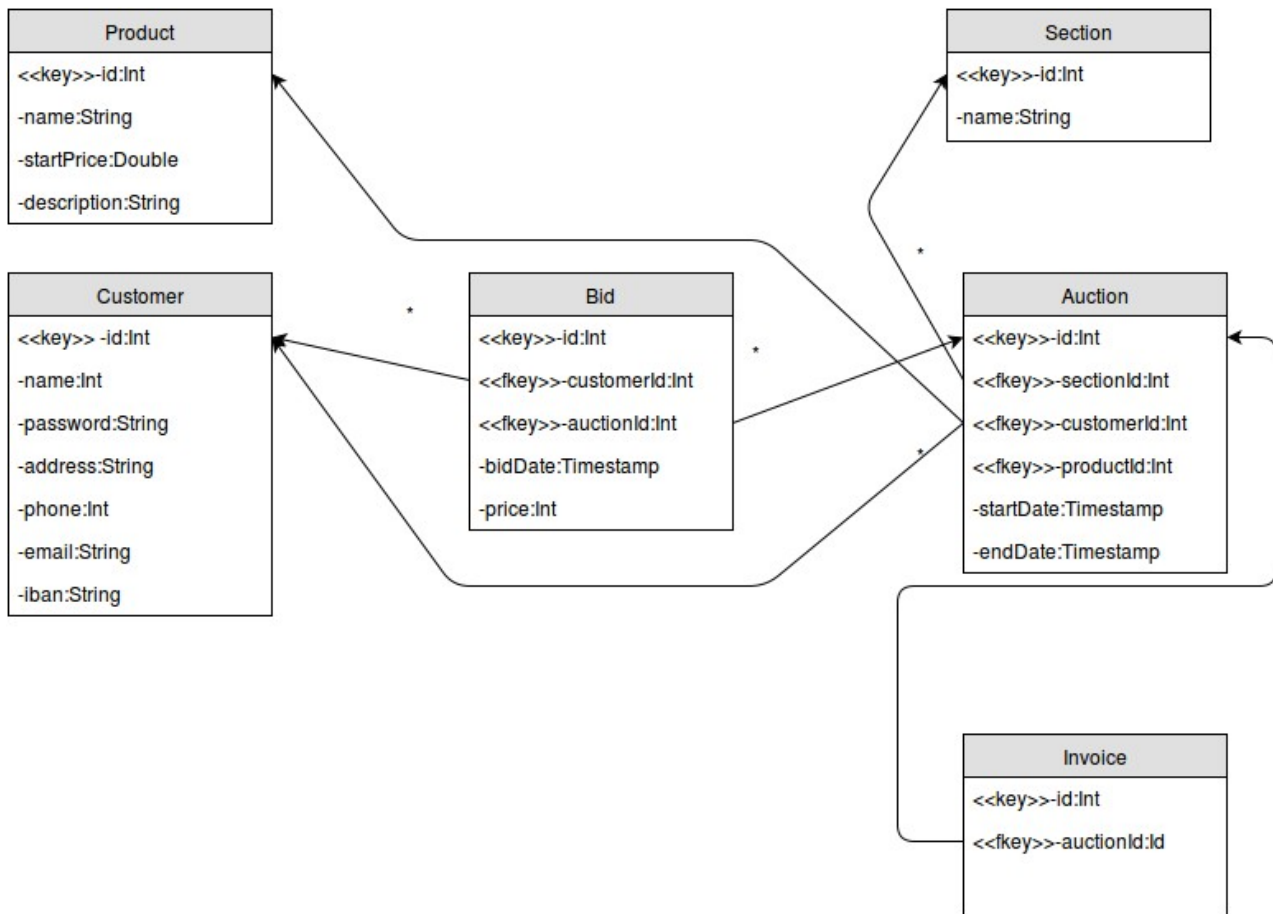 Product
<<key>>-id:Int
-name:String
-startPrice:Double
-description:String
Section
<<key>>-id:Int
-name:String
*
Customer
<<key>> -id:Int
-name:Int
-password:String
-address:String
-phone:Int
-email:String
-iban:String
*
Bid
<<key>>-id:Int
<<fkey>>-customerId:Int
<<fkey>>-auctionId:Int
-bidDate:Timestamp
-price:Int
*
Auction
<<key>>-id:Int
<<fkey>>-sectionId:Int
<<fkey>>-customerId:Int
<<fkey>>-productId:Int
-startDate:Timestamp
-endDate:Timestamp
*
Invoice
<<key>>-id:Int
<<fkey>>-auctionId:Id